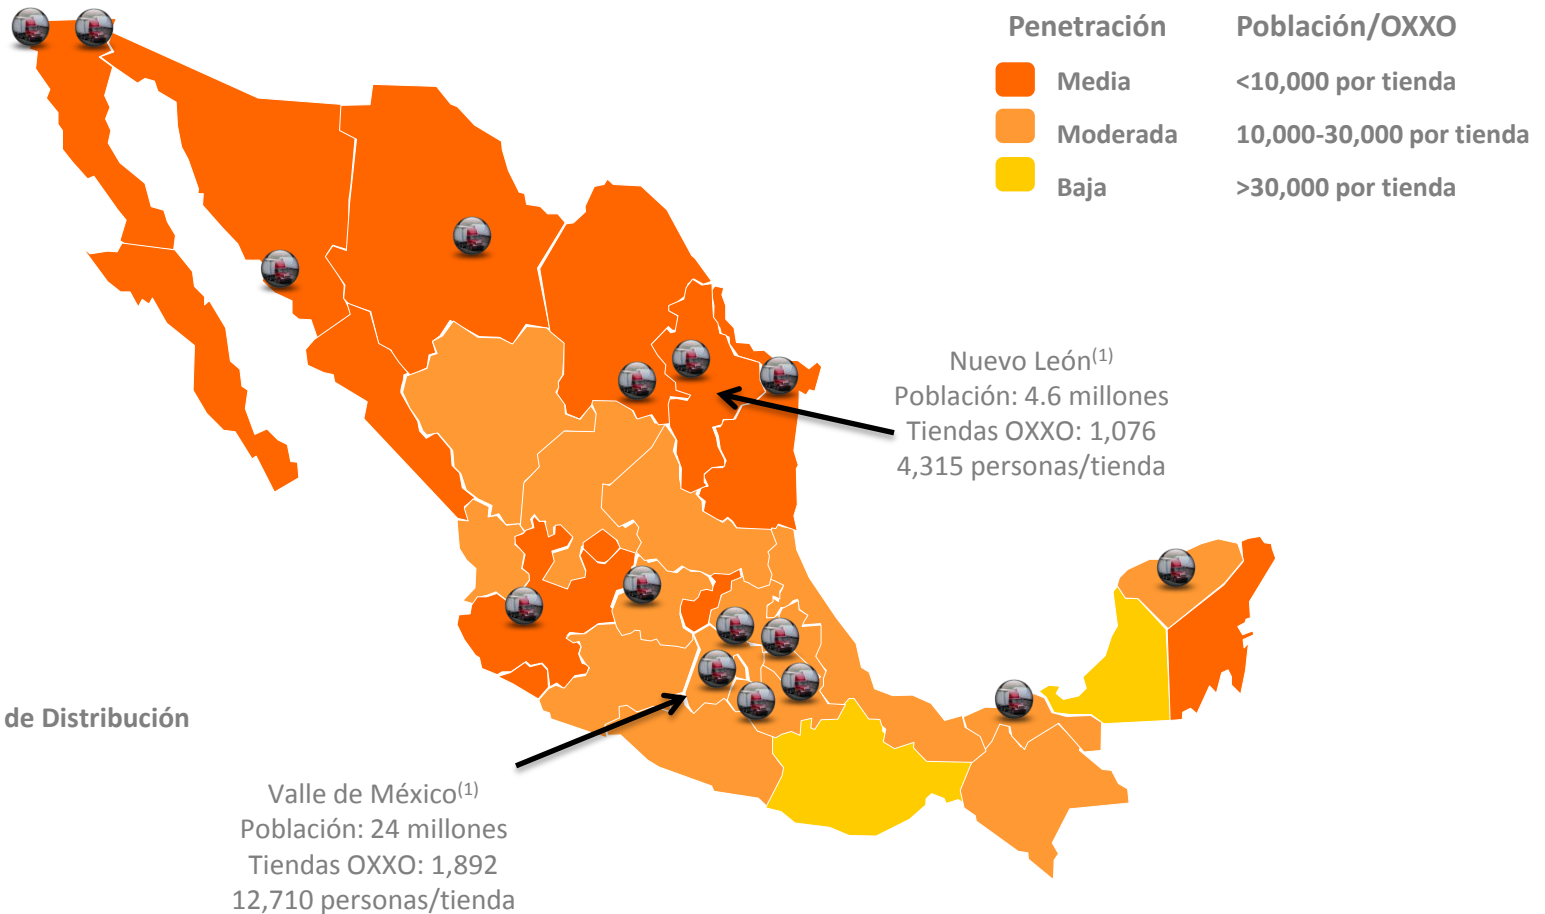 Penetración Población/OXXO
Media <10,000 por tienda
Moderada 10,000-30,000 por tienda
Baja >30,000 por tienda
Nuevo León(1)
Población: 4.6 millones
Tiendas OXXO: 1,076
4,315 personas/tienda
de Distribución
Valle de México(1)
Población: 24 millones
Tiendas OXXO: 1,892
12,710 personas/tienda